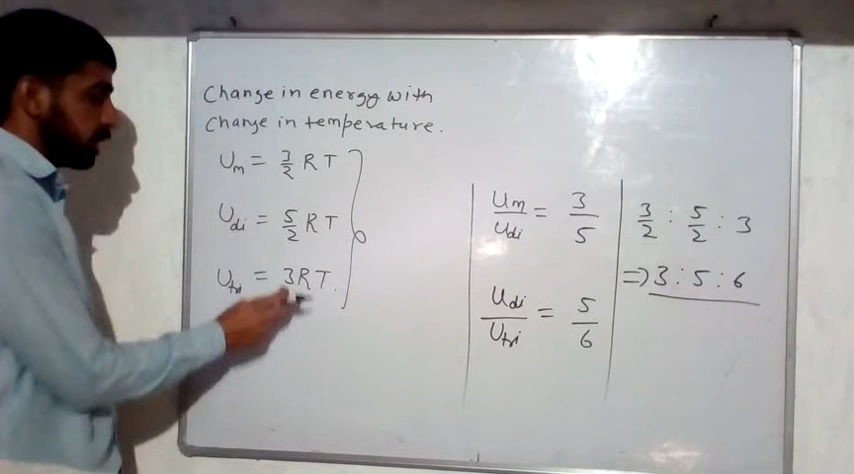 Change in energy with
Change in temperature.
Um = 3/2 RT
Udi = 5/2 RT
Utri = 3RT.
Um/Udi = 3/5
Udi/Utri = 5/6
3/2 : 5/2 : 3
⇒ 3 : 5 : 6